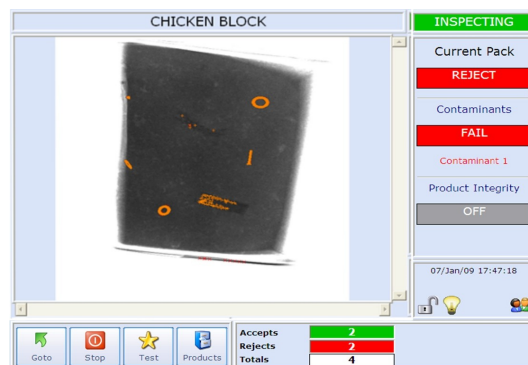 CHICKEN BLOCK
INSPECTING
Current Pack
REJECT
Contaminants
FAIL
Contaminant 1
Product Integrity
OFF
07/Jan/09 17:47:18
Goto
Stop
Test
Products
Accepts 2
Rejects 2
Totals 4